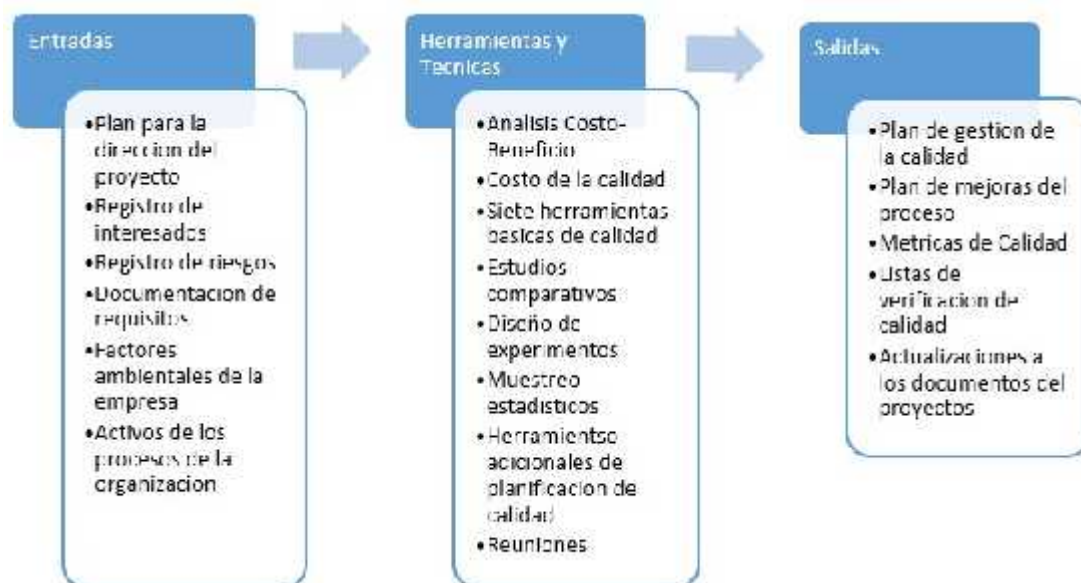 Entradas
•Plan para la
direccion del
proyecto
•Registro de
interesados
•Registro de riesgos
•Documentacion de
requisitos
•Factores
ambientales de la
empresa
•Activos de los
procesos de la
organizacion
Herramientas y
Tecnicas
•Analisis Costo-
Beneficio
•Costo de la calidad
•Siete herramientas
basicas de calidad
•Estudios
comparativos
•Diseño de
experimentos
•Muestreo
estadisticos
•Herramientso
adicionales de
planificacion de
calidad
•Reuniones
Salidas
•Plan de gestion de
la calidad
•Plan de mejoras del
proceso
•Metricas de Calidad
•Listas de
verificacion de
calidad
•Actualizaciones a
los documentos del
proyectos